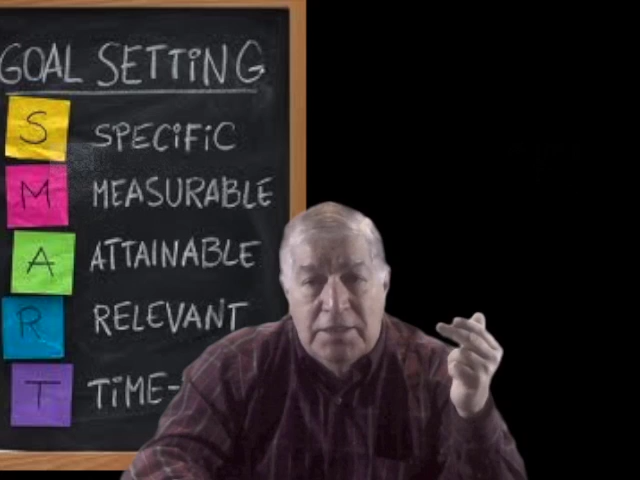 GOAL SETTING
S SPECIFIC
M MEASURABLE
A ATTAINABLE
R RELEVANT
T TIME-